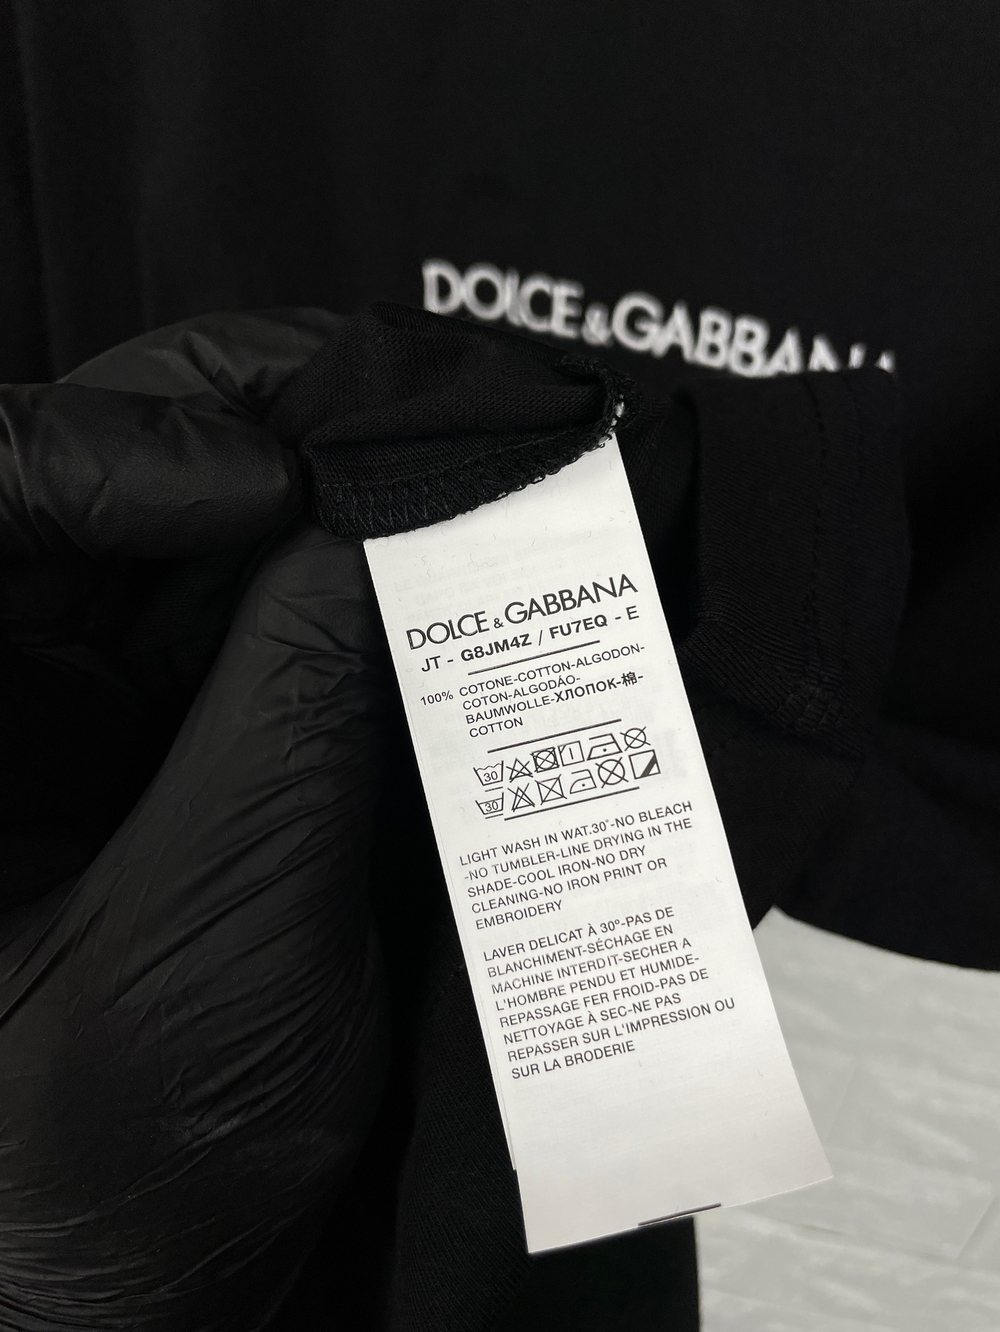 DOLCE&GABBANA
DOLCE & GABBANA
JT - G8JM4Z / FU7EQ - E
100% COTONE-COTTON-ALGODON-
COTON-ALGODÃO-
BAUMWOLLE-ХЛОПОК-棉-
COTTON
30
30
LIGHT WASH IN WAT.30°-NO BLEACH
-NO TUMBLER-LINE DRYING IN THE
SHADE-COOL IRON-NO DRY
CLEANING-NO IRON PRINT OR
EMBROIDERY
LAVER DELICAT À 30º-PAS DE
BLANCHIMENT-SÉCHAGE EN
MACHINE INTERDIT-SECHER A
L'HOMBRE PENDU ET HUMIDE-
REPASSAGE FER FROID-PAS DE
NETTOYAGE À SEC-NE PAS
REPASSER SUR L'IMPRESSION OU
SUR LA BRODERIE